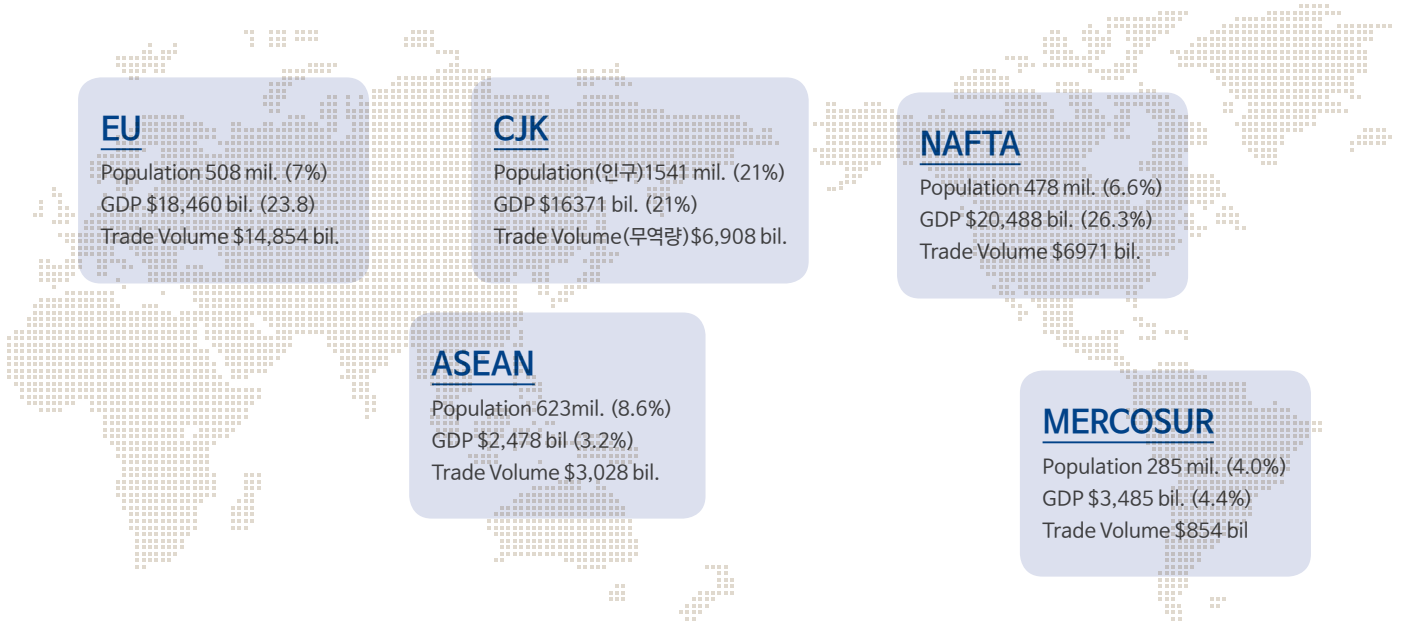 EU
Population 508 mil. (7%)
GDP $18,460 bil. (23.8)
Trade Volume $14,854 bil.
CJK
Population(인구)1541 mil. (21%)
GDP $16371 bil. (21%)
Trade Volume(무역량)$6,908 bil.
NAFTA
Population 478 mil. (6.6%)
GDP $20,488 bil. (26.3%)
Trade Volume $6971 bil.
ASEAN
Population 623mil. (8.6%)
GDP $2,478 bil (3.2%)
Trade Volume $3,028 bil.
MERCOSUR
Population 285 mil. (4.0%)
GDP $3,485 bil. (4.4%)
Trade Volume $854 bil